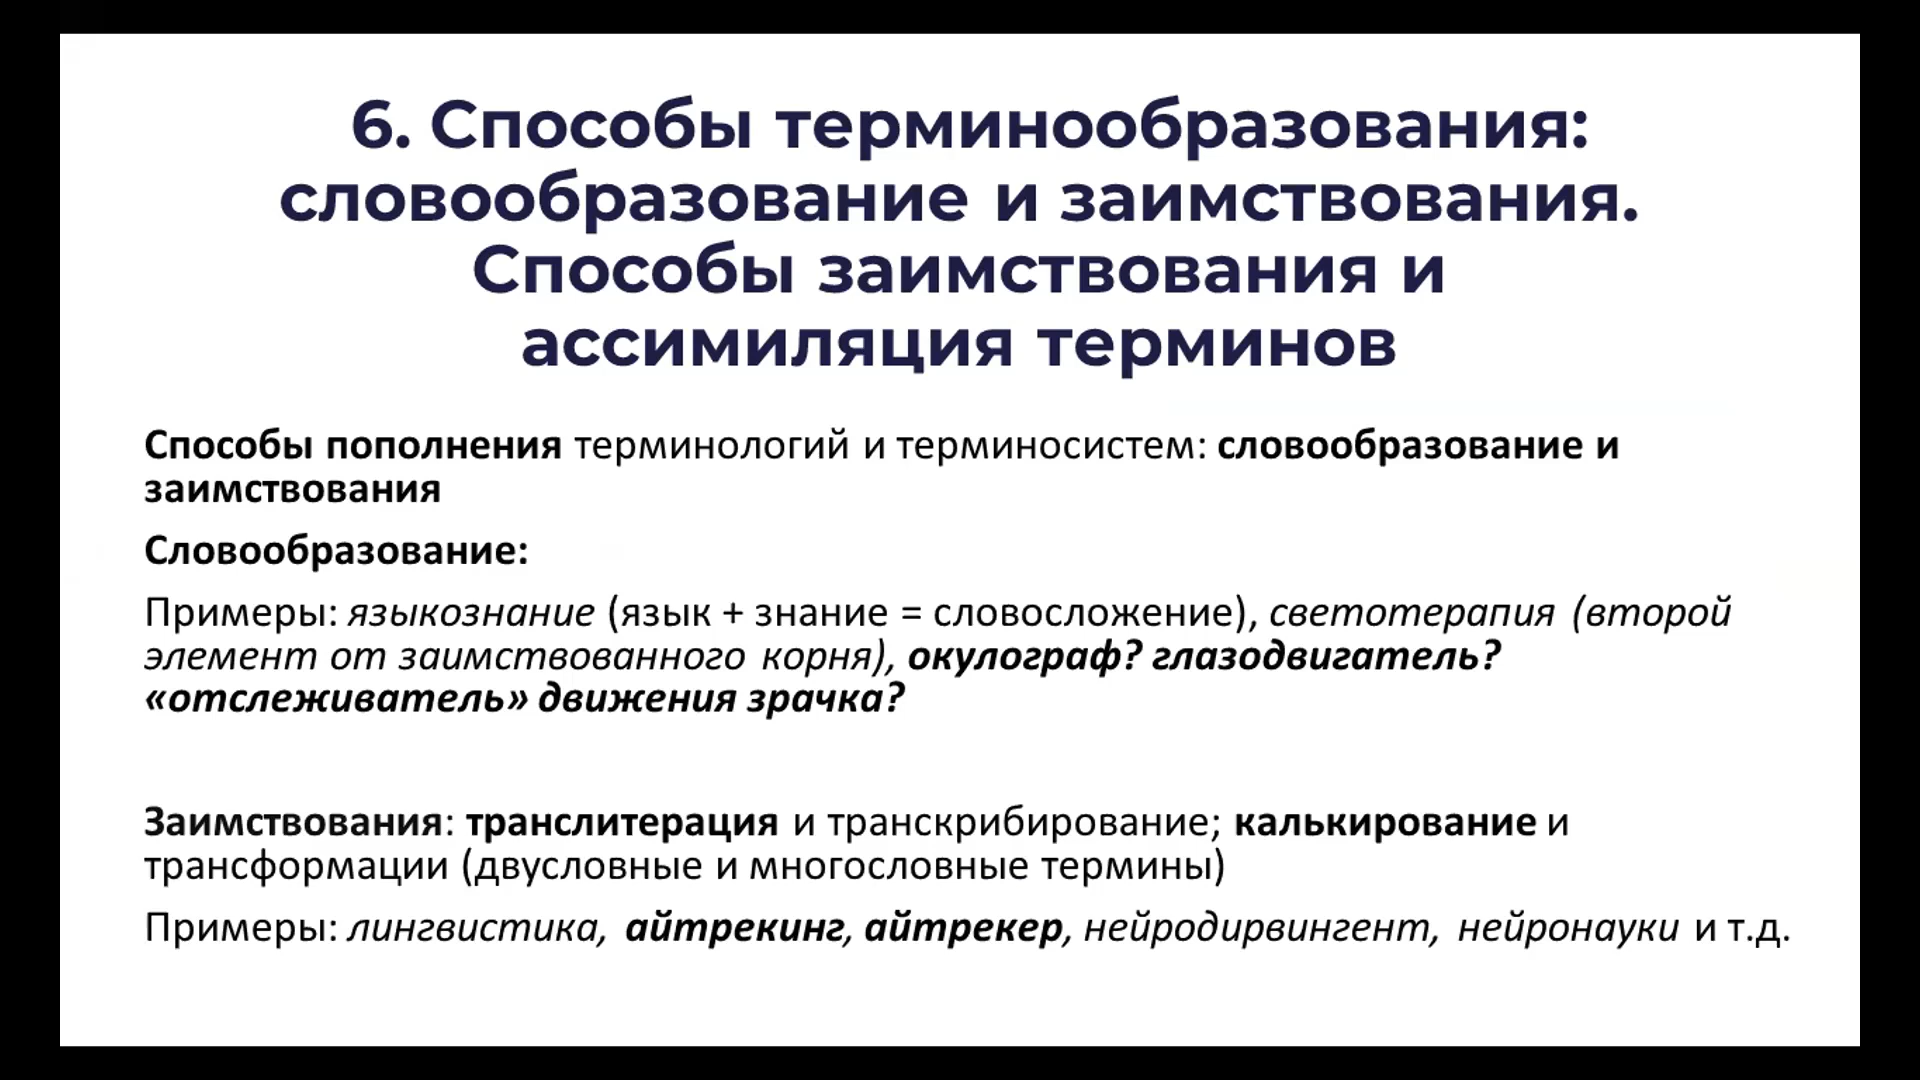 6. Способы терминообразования:
словообразование и заимствования.
Способы заимствования и
ассимиляция терминов
Способы пополнения терминологий и терминосистем: словообразование и
заимствования
Словообразование:
Примеры: языкознание (язык + знание = словосложение), светотерапия (второй
элемент от заимствованного корня), окулограф? глазодвигатель?
«отслеживатель» движения зрачка?
Заимствования: транслитерация и транскрибирование; калькирование и
трансформации (двусловные и многословные термины)
Примеры: лингвистика, айтрекинг, айтрекер, нейродирвингент, нейронауки и т.д.